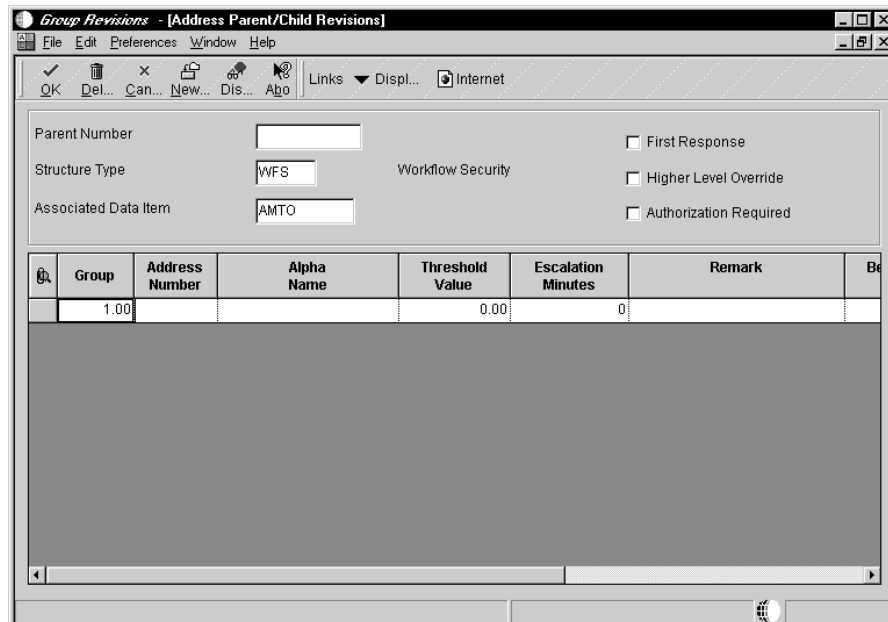 Group Revisions - [Address Parent/Child Revisions]
File Edit Preferences Window Help
OK Del... Can... New... Dis... Abo Links Displ... Internet
Parent Number
First Response
Structure Type WFS Workflow Security
Higher Level Override
Associated Data Item AMTO
Authorization Required
Group Address Number Alpha Name Threshold Value Escalation Minutes Remark Be
1.00 0.00 0